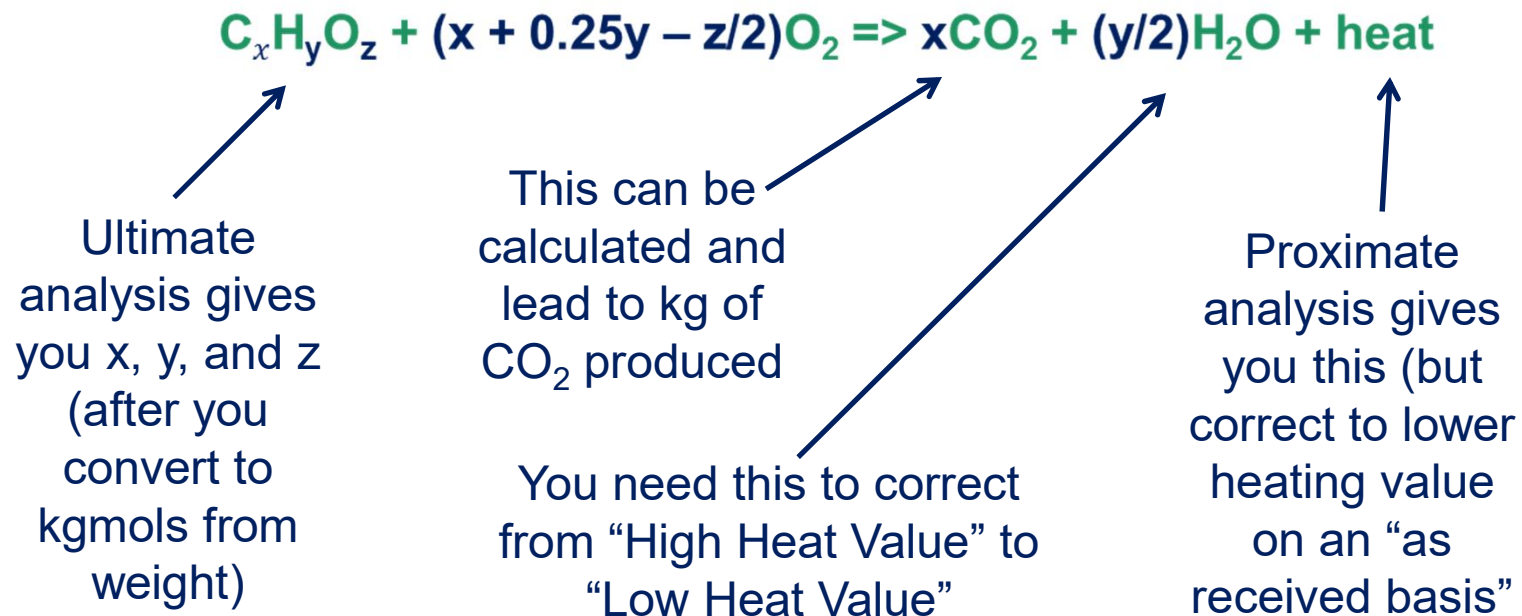 CₓHyOz + (x + 0.25y – z/2)O₂ => xCO₂ + (y/2)H₂O + heat
Ultimate
analysis gives
you x, y, and z
(after you
convert to
kgmols from
weight)
This can be
calculated and
lead to kg of
CO₂ produced
You need this to correct
from “High Heat Value” to
“Low Heat Value”
Proximate
analysis gives
you this (but
correct to lower
heating value
on an “as
received basis”